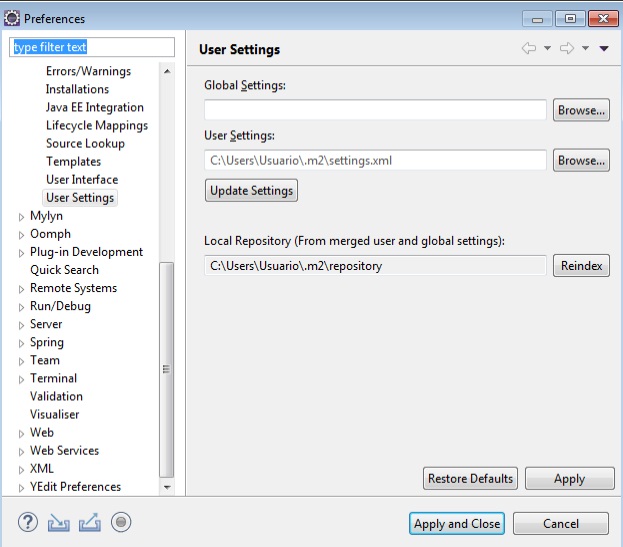 Preferences
type filter text
Errors/Warnings
Installations
Java EE Integration
Lifecycle Mappings
Source Lookup
Templates
User Interface
User Settings
Mylyn
Oomph
Plug-in Development
Quick Search
Remote Systems
Run/Debug
Server
Spring
Team
Terminal
Validation
Visualiser
Web
Web Services
XML
YEdit Preferences
User Settings
Global Settings:
Browse...
User Settings:
C:\Users\Usuario\.m2\settings.xml
Browse...
Update Settings
Local Repository (From merged user and global settings):
C:\Users\Usuario\.m2\repository
Reindex
Restore Defaults
Apply
?
Apply and Close
Cancel